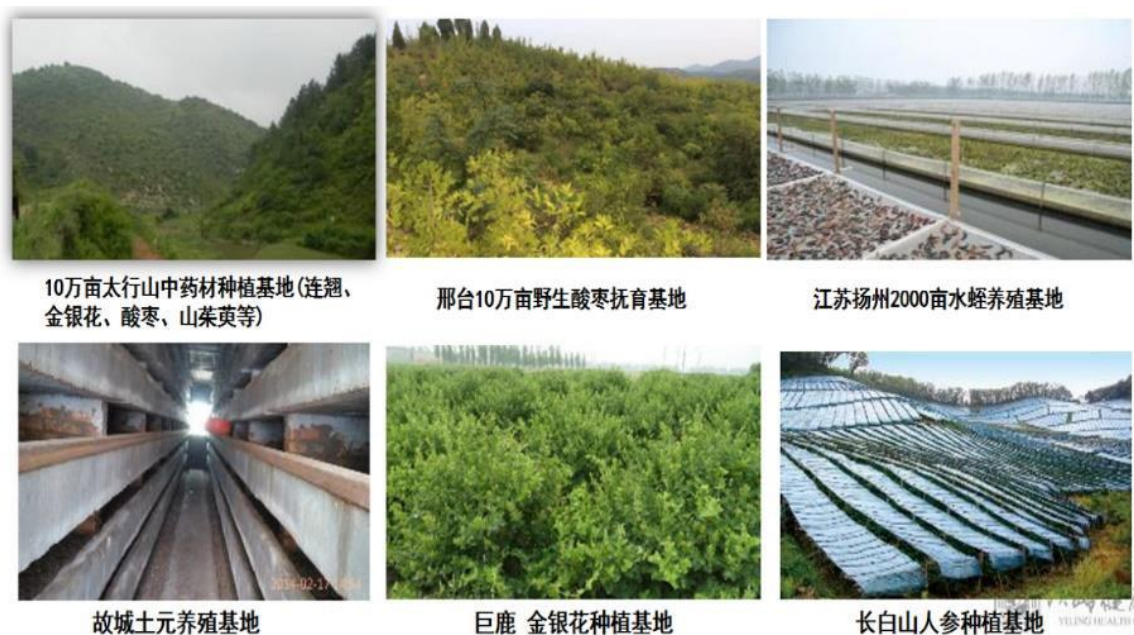 10万亩太行山中药材种植基地(连翘、
金银花、酸枣、山茱萸等)
邢台10万亩野生酸枣抚育基地
江苏扬州2000亩水蛭养殖基地
故城土元养殖基地
巨鹿 金银花种植基地
长白山人参种植基地
YILING HEALTH